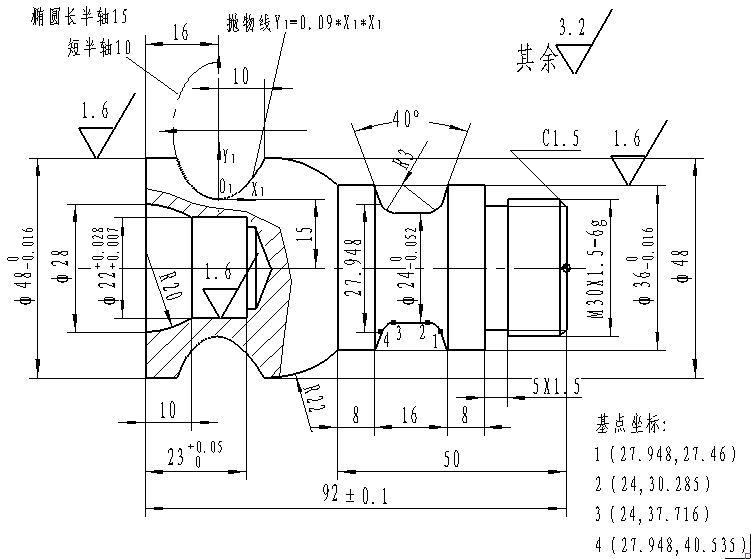 椭圆长半轴15
短半轴10
抛物线Y1=0.09*X1*X1
其余
3.2
16
10
1.6
40°
R3
C1.5
1.6
Y1
O1
X1
15
φ48 0 -0.016
φ28
φ22 +0.028 +0.007
R20
1.6
27.948
φ24 0 -0.052
M30X1.5-6g
φ36 0 -0.016
φ48
4
3
2
1
R22
5X1.5
10
8
16
8
23 +0.05 0
50
92±0.1
基点坐标:
1(27.948,27.46)
2(24,30.285)
3(24,37.716)
4(27.948,40.535)